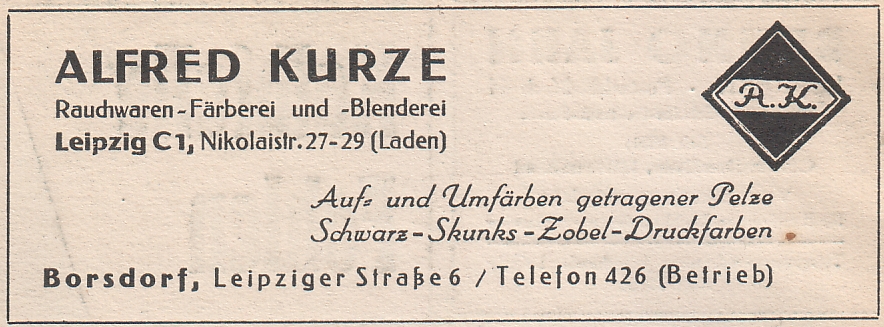 ALFRED KURZE
Rauchwaren-Färberei und -Blenderei
Leipzig C1, Nikolaistr. 27-29 (Laden)
A.K.
Auf- und Umfärben getragener Pelze
Schwarz-Skunks-Zobel-Druckfarben
Borsdorf, Leipziger Straße 6 / Telefon 426 (Betrieb)